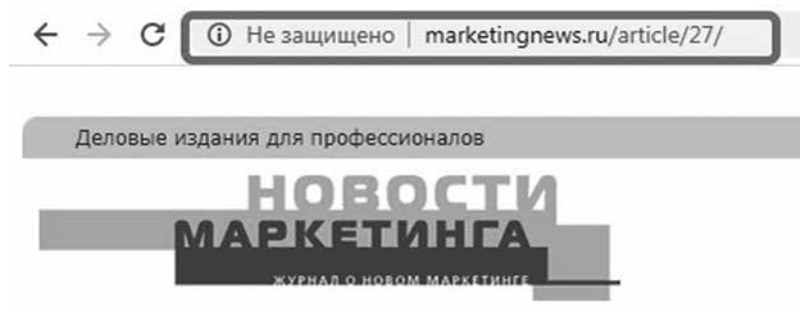 Не защищено | marketingnews.ru/article/27/
Деловые издания для профессионалов
НОВОСТИ
МАРКЕТИНГА
ЖУРНАЛ О НОВОМ МАРКЕТИНГЕ